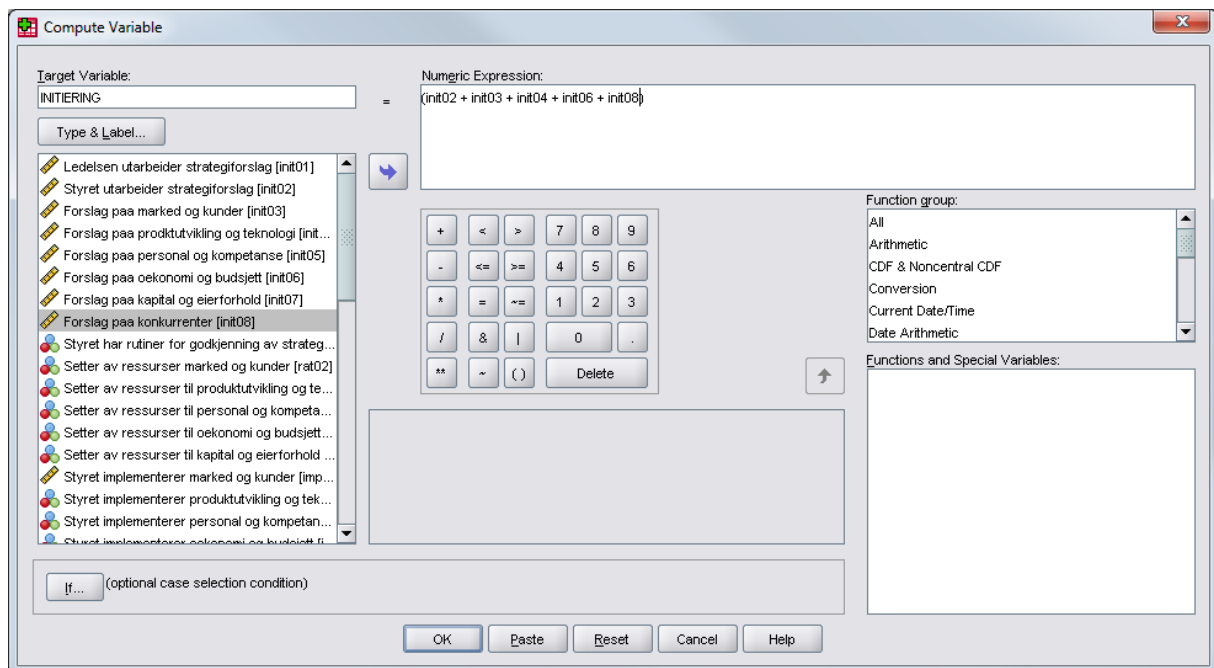 Compute Variable
Target Variable:
INITIERING
Type & Label...
=
Numeric Expression:
(init02 + init03 + init04 + init06 + init08)
Ledelsen utarbeider strategiforslag [init01]
Styret utarbeider strategiforslag [init02]
Forslag paa marked og kunder [init03]
Forslag paa prodktutvikling og teknologi [init...
Forslag paa personal og kompetanse [init05]
Forslag paa oekonomi og budsjett [init06]
Forslag paa kapital og eierforhold [init07]
Forslag paa konkurrenter [init08]
Styret har rutiner for godkjenning av strateg...
Setter av ressurser marked og kunder [rat02]
Setter av ressurser til produktutvikling og te...
Setter av ressurser til personal og kompeta...
Setter av ressurser til oekonomi og budsjett...
Setter av ressurser til kapital og eierforhold ...
Styret implementerer marked og kunder [imp...
Styret implementerer produktutvikling og tek...
Styret implementerer personal og kompetan...
Styret implementerer oekonomi og budsjett [i...
+ < > 7 8 9
- <= >= 4 5 6
* = ~= 1 2 3
/ & | 0 .
** ~ ( ) Delete
Function group:
All
Arithmetic
CDF & Noncentral CDF
Conversion
Current Date/Time
Date Arithmetic
Functions and Special Variables:
If... (optional case selection condition)
OK Paste Reset Cancel Help